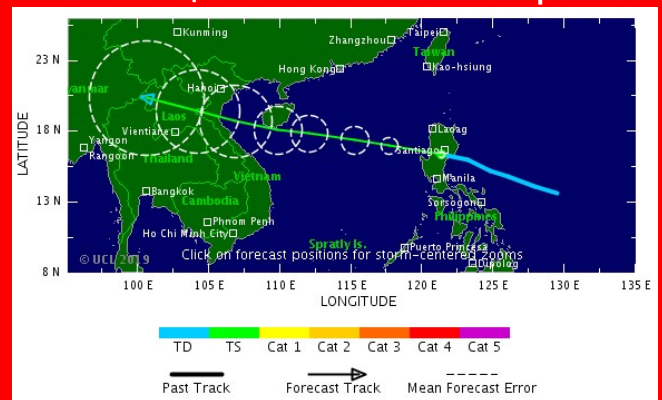 Kunming
Taipei
Zhangzhou
Taiwan
23 N
Hong Kong
Kao-hsiung
Hanoi
Laos
18 N
Vientiane
Laoag
Santiago
Yangon
Rangoon
Thailand
Vietnam
Manila
13 N
Bangkok
Cambodia
Sorsogon
Philippines
Phnom Penh
Ho Chi Minh City
Spratly Is.
Puerto Princesa
© UCL 2019
Click on forecast positions for storm-centered zooms
8 N
Dipolog
LATITUDE
100 E 105 E 110 E 115 E 120 E 125 E 130 E 135 E
LONGITUDE
TD TS Cat 1 Cat 2 Cat 3 Cat 4 Cat 5
Past Track Forecast Track Mean Forecast Error